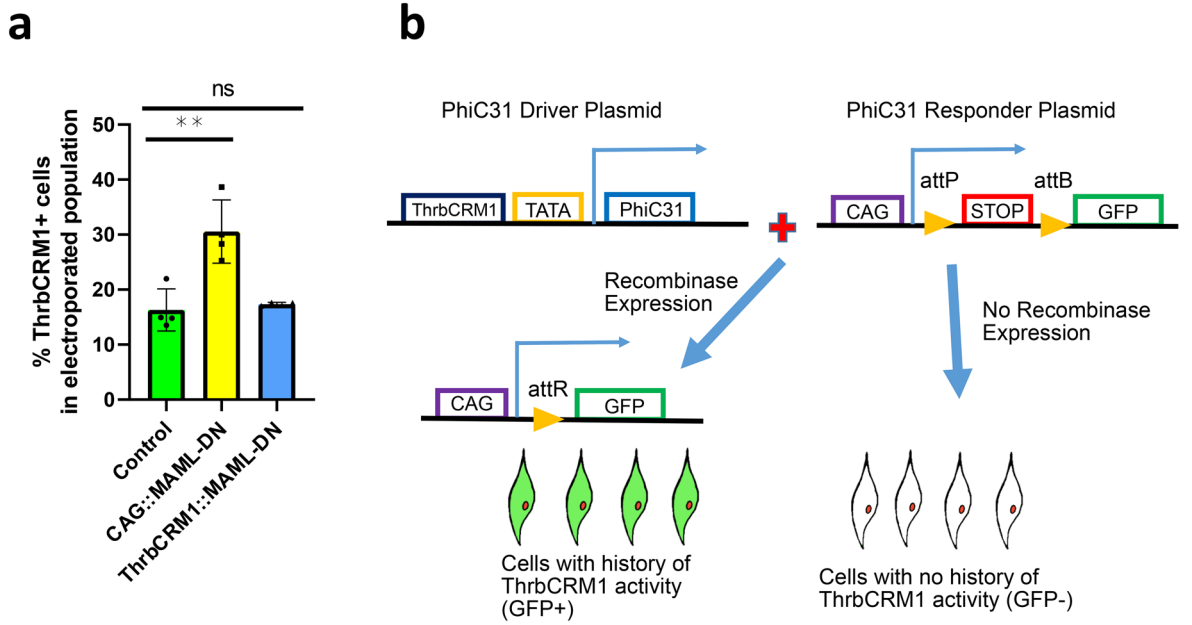 a
ns
**
% ThrbCRM1+ cells
in electroporated population
50
40
30
20
10
0
Control
CAG::MAML-DN
ThrbCRM1::MAML-DN
b
PhiC31 Driver Plasmid
PhiC31 Responder Plasmid
ThrbCRM1
TATA
PhiC31
CAG
attP
STOP
attB
GFP
Recombinase
Expression
No Recombinase
Expression
CAG
attR
GFP
Cells with history of
ThrbCRM1 activity
(GFP+)
Cells with no history of
ThrbCRM1 activity (GFP-)